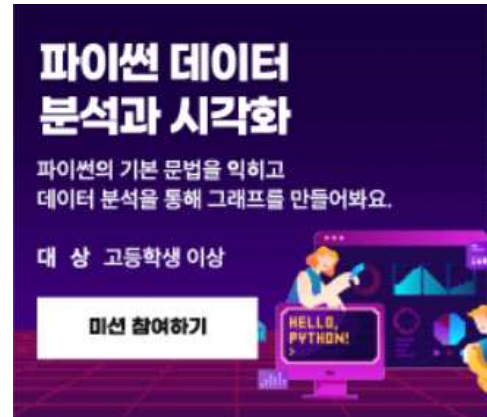 파이썬 데이터
분석과 시각화
파이썬의 기본 문법을 익히고
데이터 분석을 통해 그래프를 만들어봐요.
대 상 고등학생 이상
미션 참여하기
HELLO,
PYTHON!
>